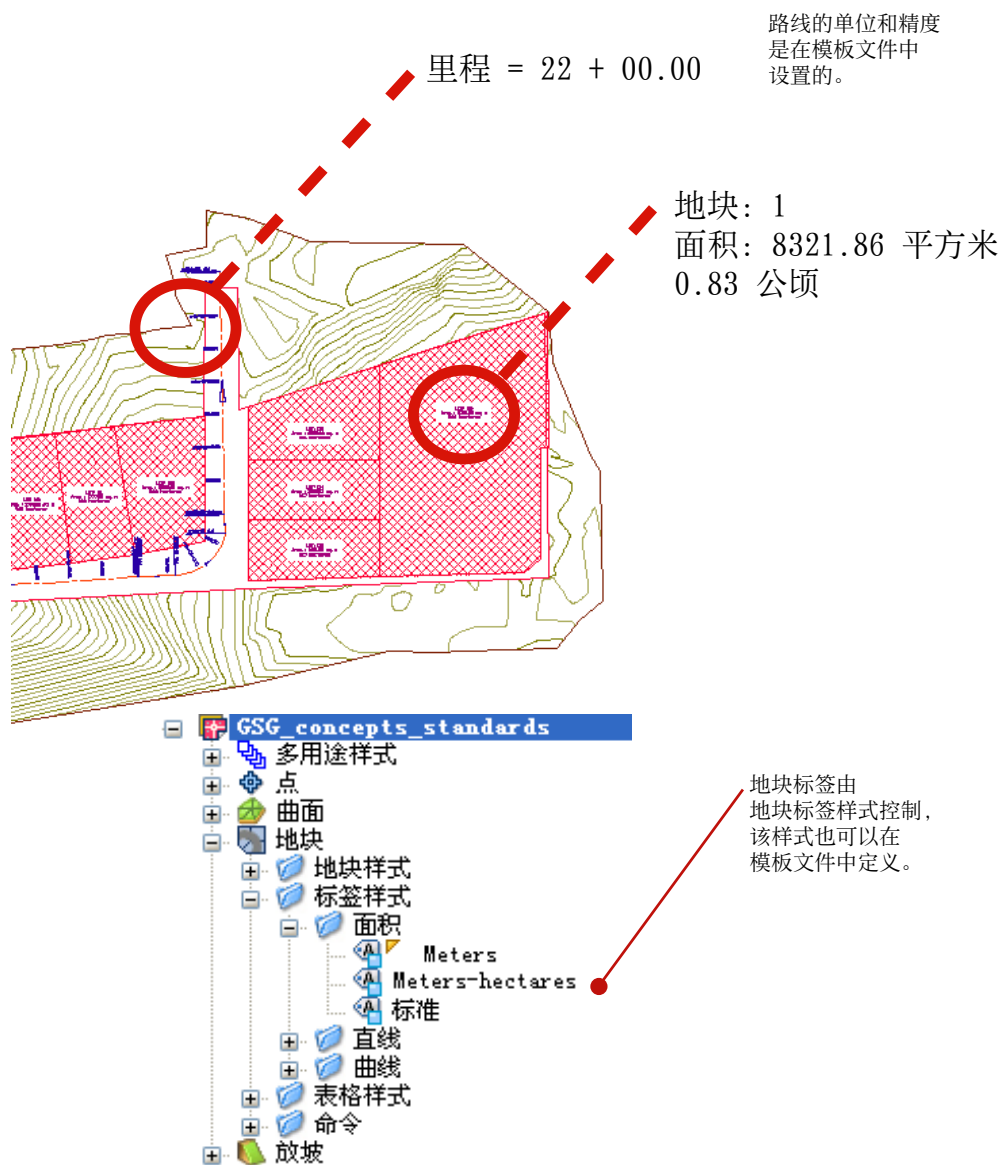 路线的单位和精度
是在模板文件中
设置的。
里程 = 22 + 00.00
地块: 1
面积: 8321.86 平方米
0.83 公顷
GSG_concepts_standards
多用途样式
点
曲面
地块
地块样式
标签样式
面积
Meters
Meters-hectares
标准
直线
曲线
表格样式
命令
放坡
地块标签由
地块标签样式控制,
该样式也可以在
模板文件中定义。